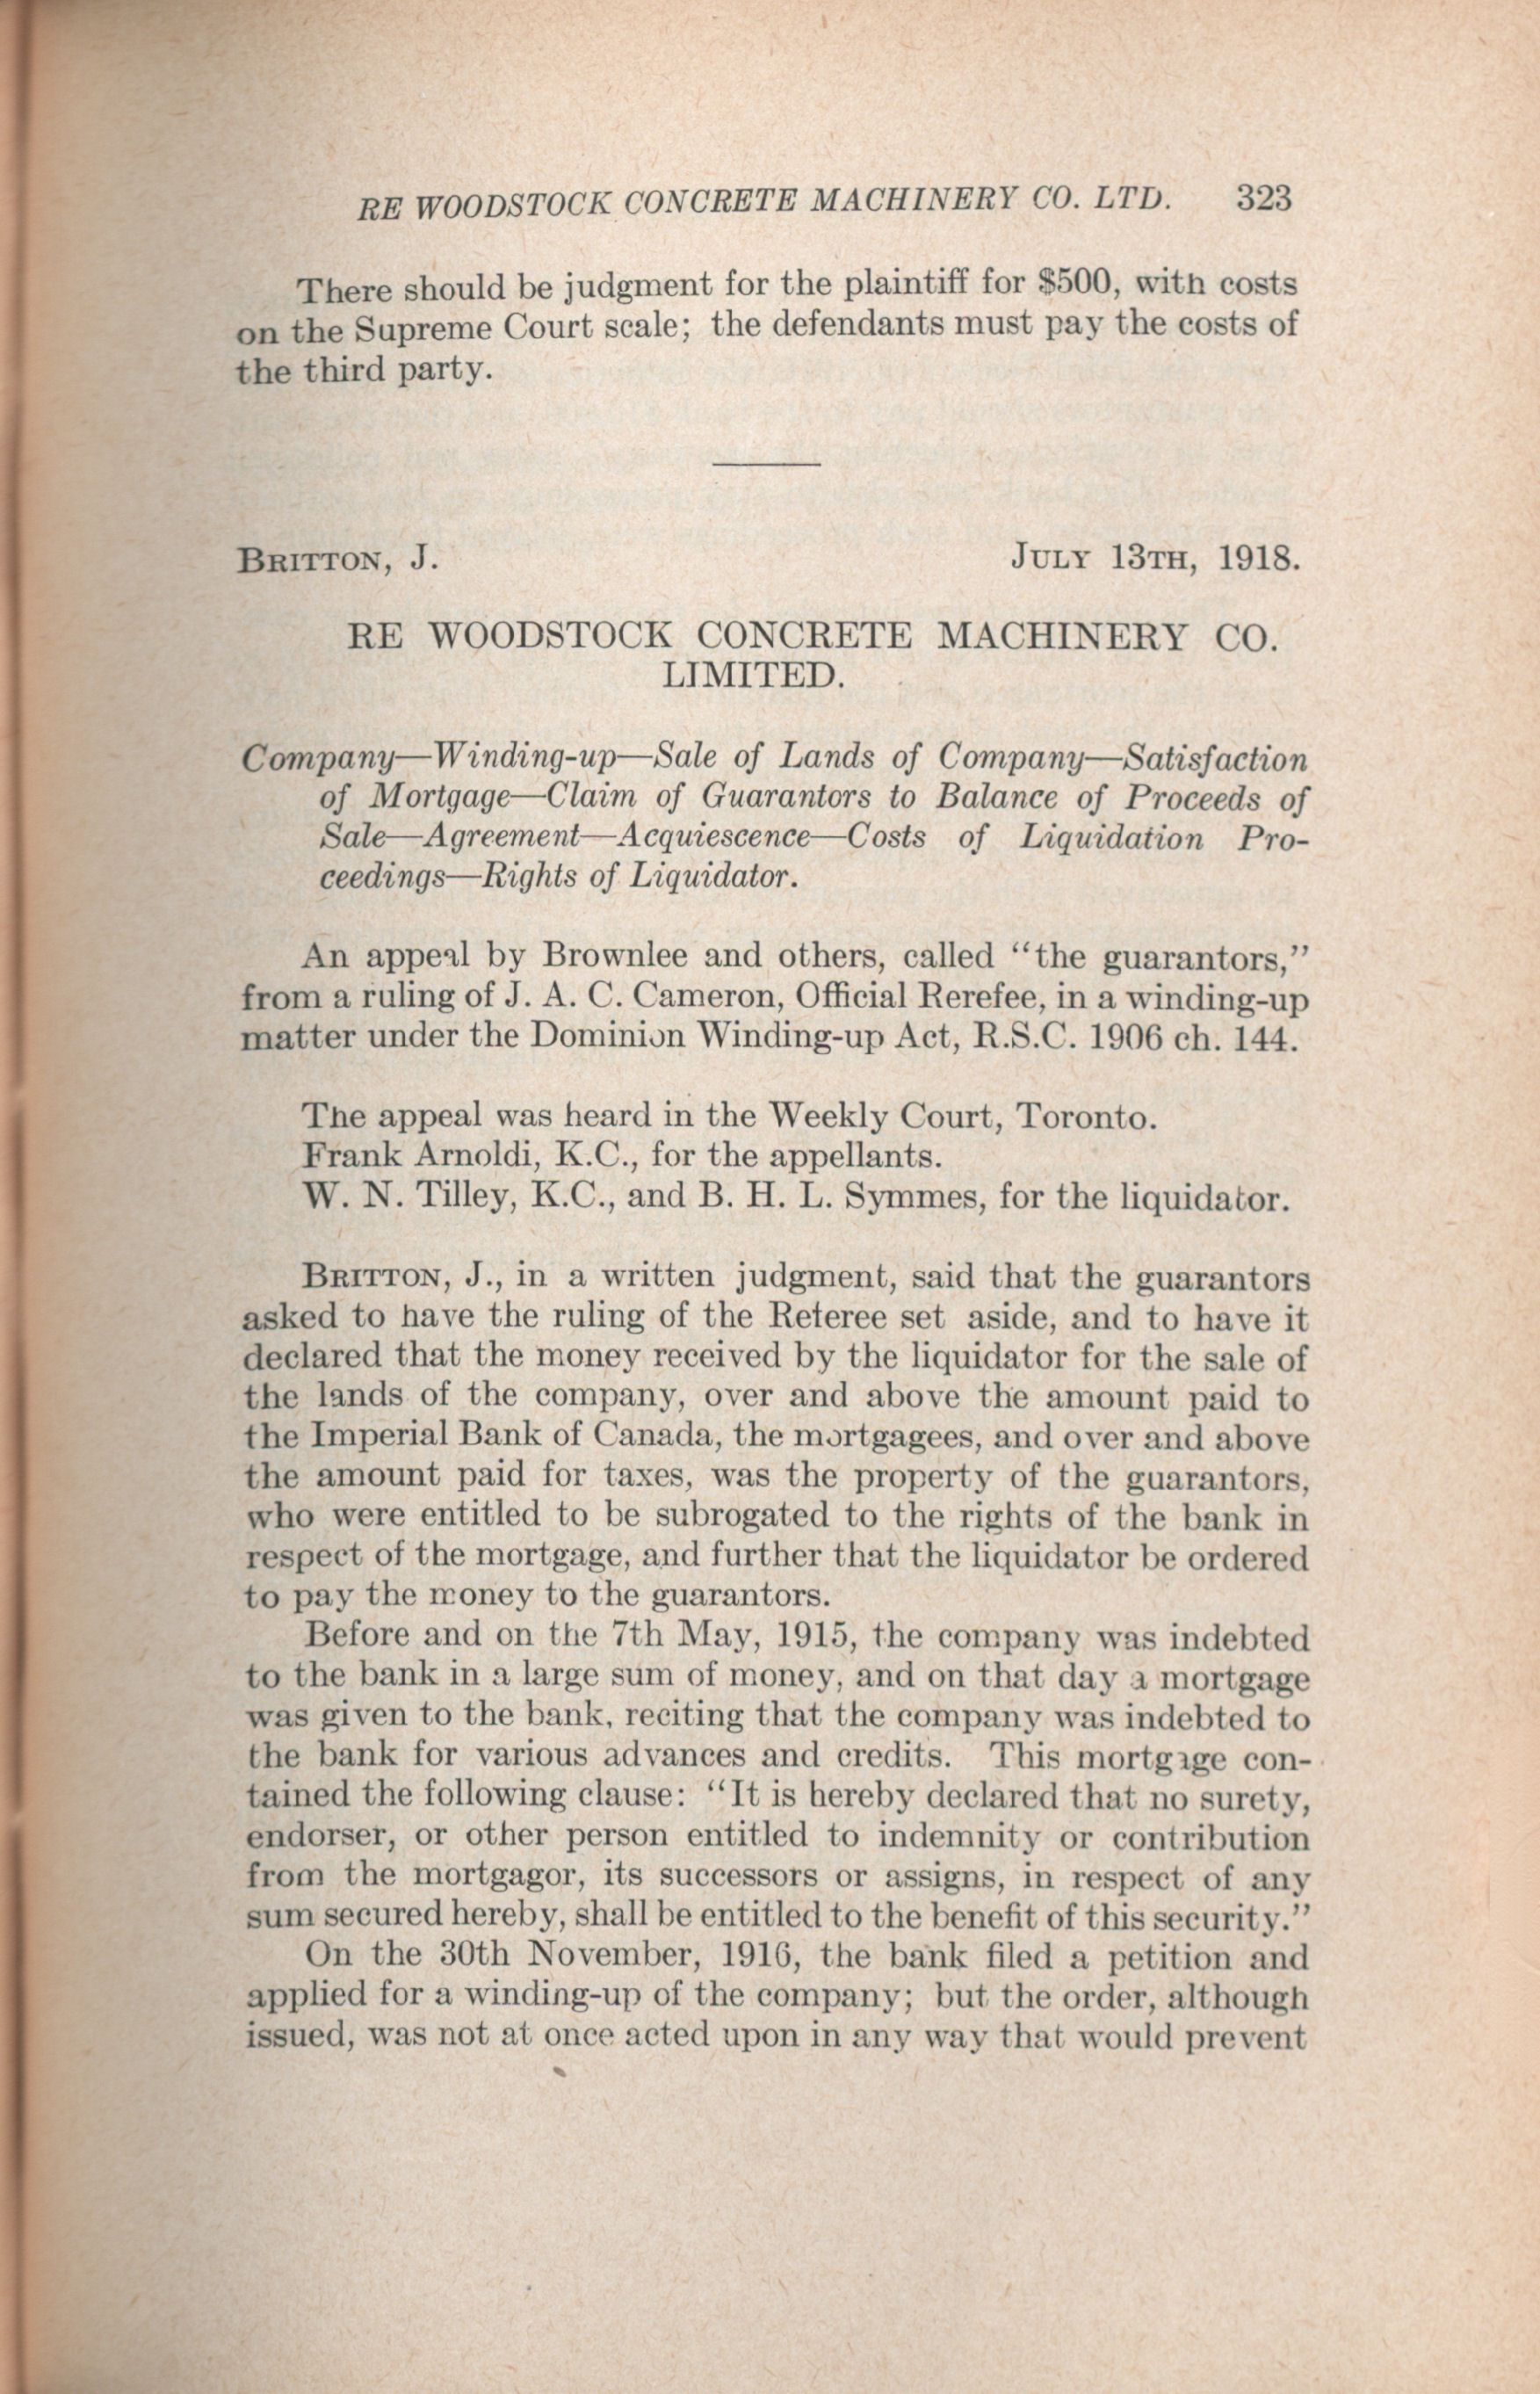 RE WOODSTOCK CONCRETE MACHINERY CO. LTD. 323
There should be judgment for the plaintiff for $500, with costs
on the Supreme Court scale; the defendants must pay the costs of
the third party.
BRITTON, J. JULY 13TH, 1918.
RE WOODSTOCK CONCRETE MACHINERY CO.
LIMITED.
Company—Winding-up—Sale of Lands of Company—Satisfaction
of Mortgage—Claim of Guarantors to Balance of Proceeds of
Sale—Agreement—Acquiescence—Costs of Liquidation Pro-
ceedings—Rights of Liquidator.
An appeal by Brownlee and others, called “the guarantors,”
from a ruling of J. A. C. Cameron, Official Rerefee, in a winding-up
matter under the Dominion Winding-up Act, R.S.C. 1906 ch. 144.
The appeal was heard in the Weekly Court, Toronto.
Frank Arnoldi, K.C., for the appellants.
W. N. Tilley, K.C., and B. H. L. Symmes, for the liquidator.
BRITTON, J., in a written judgment, said that the guarantors
asked to have the ruling of the Referee set aside, and to have it
declared that the money received by the liquidator for the sale of
the lands of the company, over and above the amount paid to
the Imperial Bank of Canada, the mortgagees, and over and above
the amount paid for taxes, was the property of the guarantors,
who were entitled to be subrogated to the rights of the bank in
respect of the mortgage, and further that the liquidator be ordered
to pay the money to the guarantors.
Before and on the 7th May, 1915, the company was indebted
to the bank in a large sum of money, and on that day a mortgage
was given to the bank, reciting that the company was indebted to
the bank for various advances and credits. This mortgage con-
tained the following clause: “It is hereby declared that no surety,
endorser, or other person entitled to indemnity or contribution
from the mortgagor, its successors or assigns, in respect of any
sum secured hereby, shall be entitled to the benefit of this security.”
On the 30th November, 1916, the bank filed a petition and
applied for a winding-up of the company; but the order, although
issued, was not at once acted upon in any way that would prevent